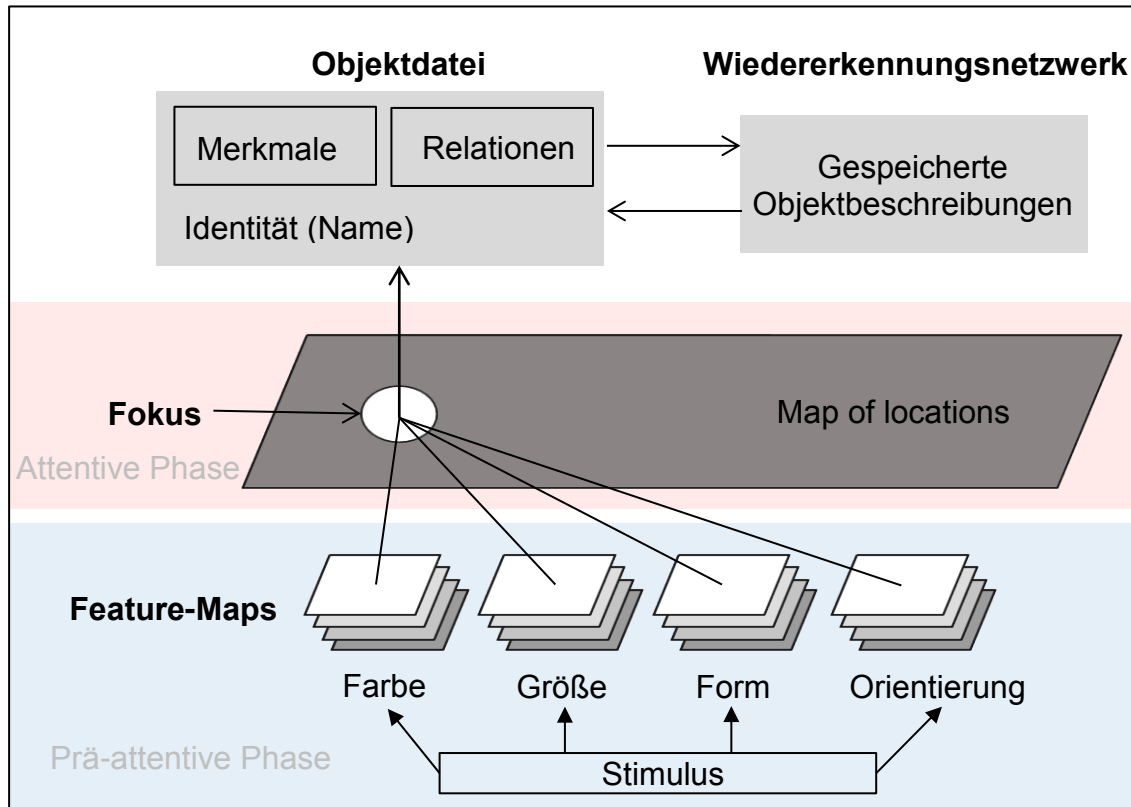 Objektdatei
Wiedererkennungsnetzwerk
Merkmale
Relationen
Identität (Name)
Gespeicherte
Objektbeschreibungen
Fokus
Map of locations
Attentive Phase
Feature-Maps
Farbe
Größe
Form
Orientierung
Prä-attentive Phase
Stimulus